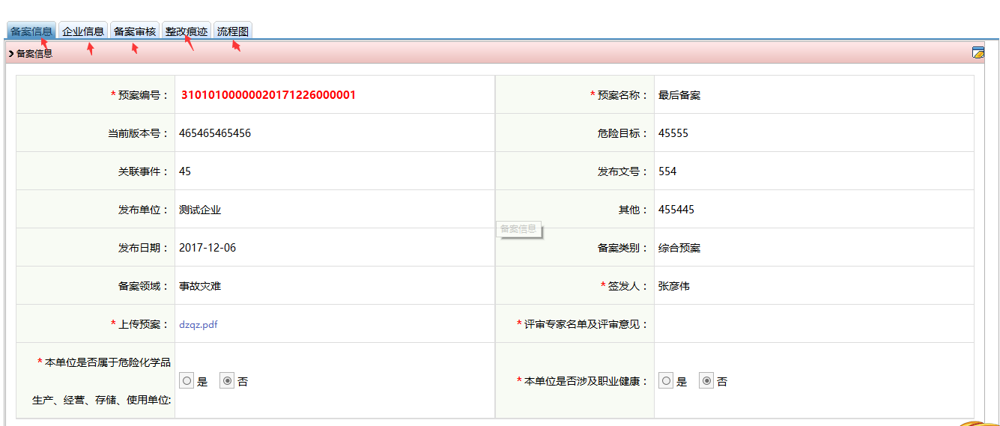 备案信息 企业信息 备案审核 整改痕迹 流程图
备案信息
* 预案编号： 31010100000020171226000001 * 预案名称： 最后备案
当前版本号： 465465465456 危险目标： 45555
关联事件： 45 发布文号： 554
发布单位： 测试企业 其他： 455445
备案信息
发布日期： 2017-12-06 备案类别： 综合预案
备案领域： 事故灾难 * 签发人： 张彦伟
* 上传预案： dzqz.pdf * 评审专家名单及评审意见：
* 本单位是否属于危险化学品
生产、经营、存储、使用单位: 是 否 * 本单位是否涉及职业健康： 是 否